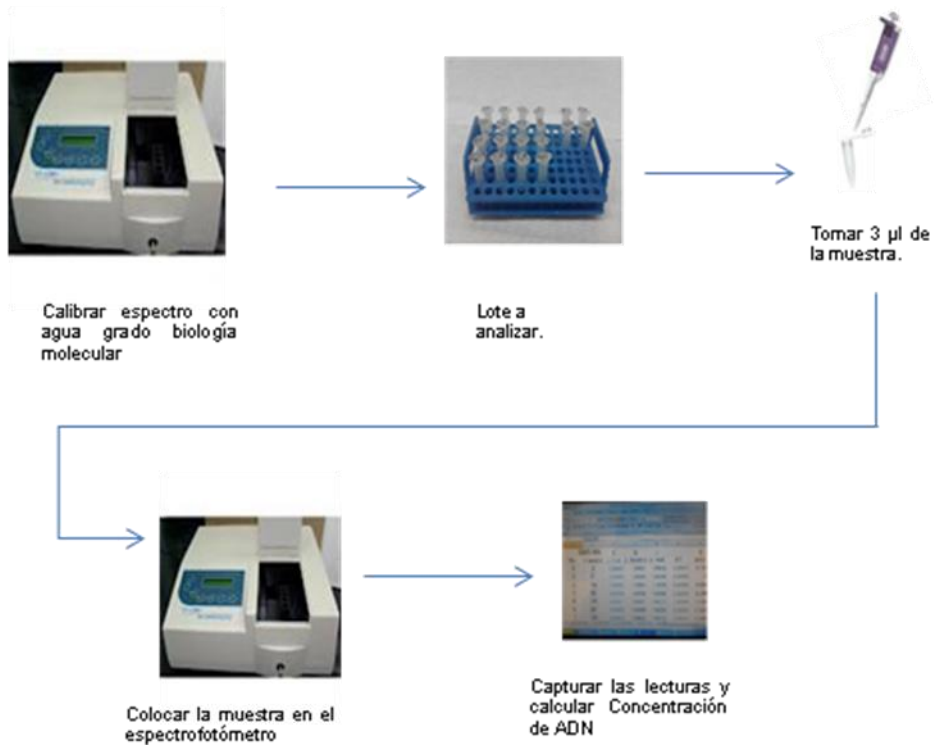 Calibrar espectro con
agua grado biología
molecular
Lote a
analizar.
Tomar 3 µl de
la muestra.
Colocar la muestra en el
espectrofotómetro
Capturar las lecturas y
calcular Concentración
de ADN